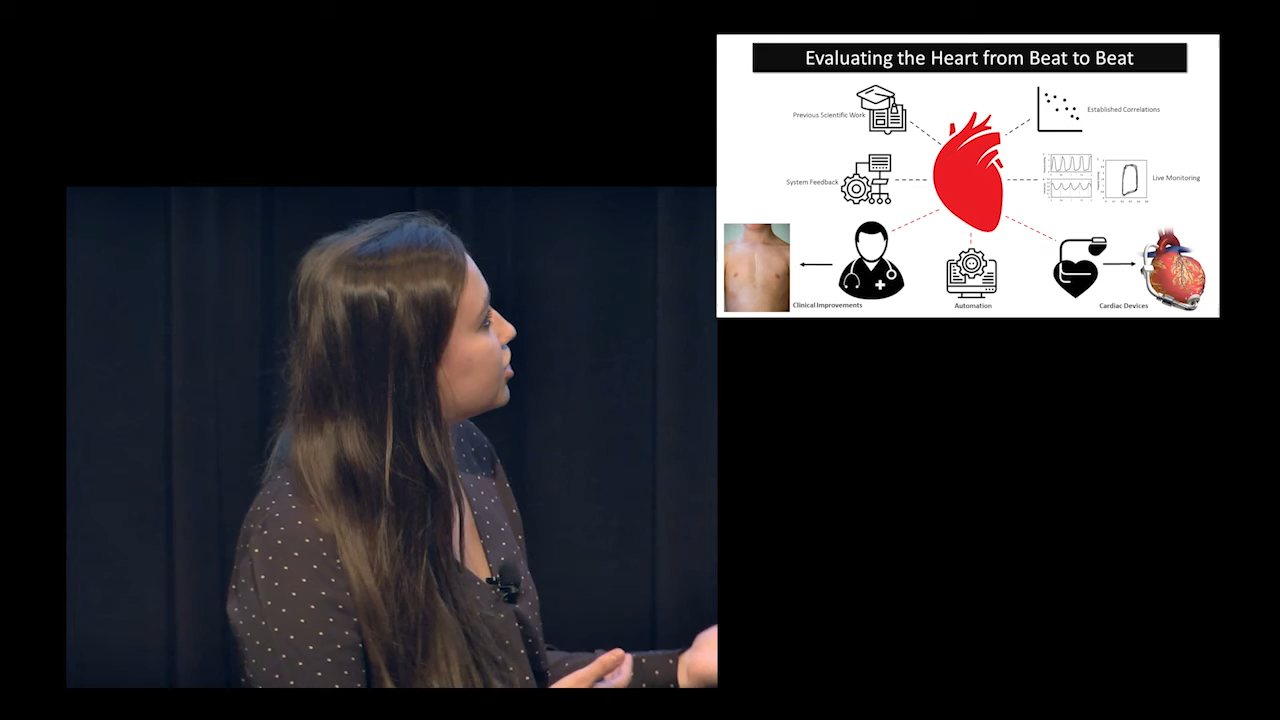 Evaluating the Heart from Beat to Beat
Previous Scientific Work
Established Correlations
System Feedback
Live Monitoring
Clinical Improvements
Automation
Cardiac Devices